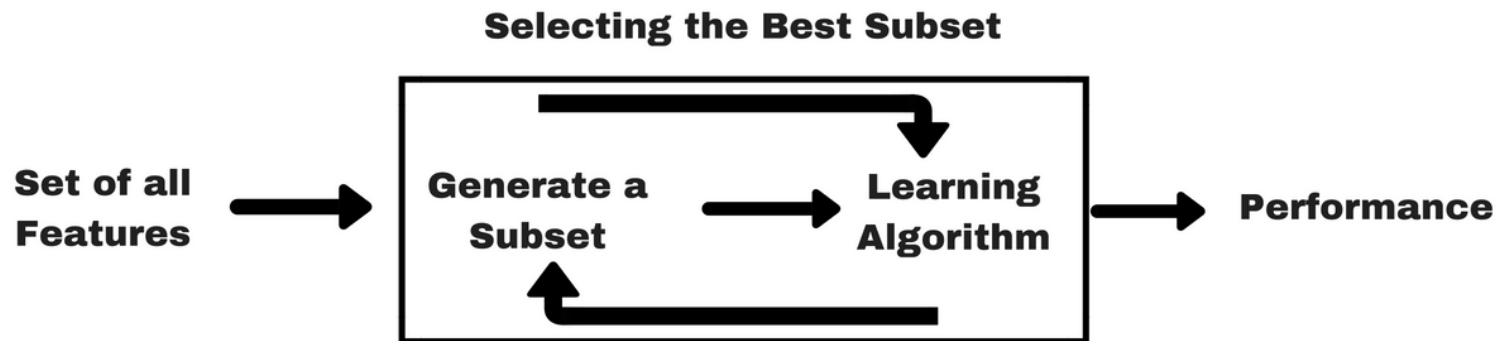 Selecting the Best Subset
Set of all
Features
Generate a
Subset
Learning
Algorithm
Performance